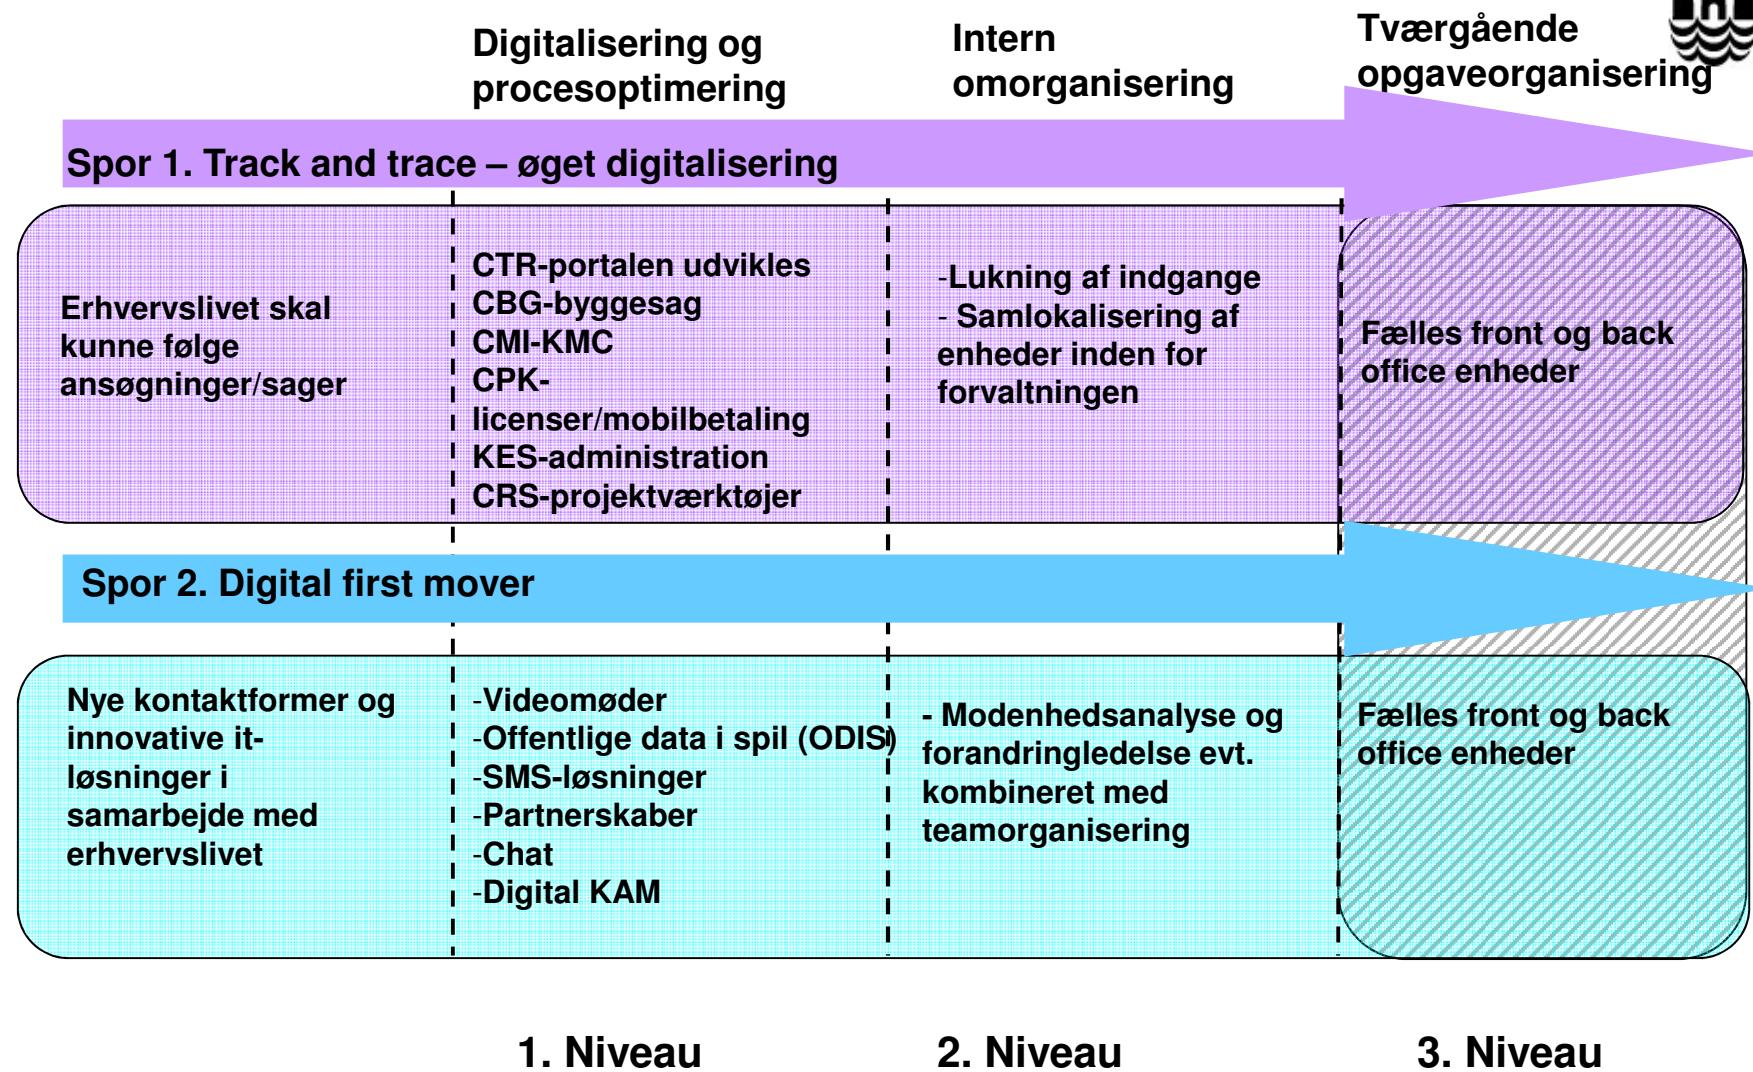 Digitalisering og
procesoptimering
Intern
omorganisering
Tværgående
opgaveorganisering
Spor 1. Track and trace – øget digitalisering
Erhvervslivet skal
kunne følge
ansøgninger/sager
CTR-portalen udvikles
CBG-byggesag
CMI-KMC
CPK-
licenser/mobilbetaling
KES-administration
CRS-projektværktøjer
-Lukning af indgange
- Samlokalisering af
enheder inden for
forvaltningen
Fælles front og back
office enheder
Spor 2. Digital first mover
Nye kontaktformer og
innovative it-
løsninger i
samarbejde med
erhvervslivet
-Videomøder
-Offentlige data i spil (ODIS)
-SMS-løsninger
-Partnerskaber
-Chat
-Digital KAM
- Modenhedsanalyse og
forandringledelse evt.
kombineret med
teamorganisering
Fælles front og back
office enheder
1. Niveau
2. Niveau
3. Niveau